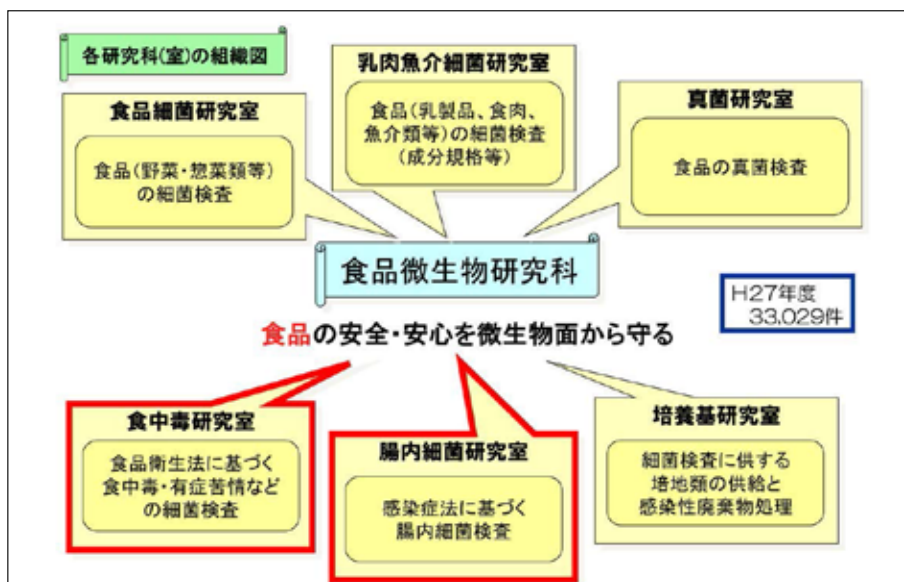 各研究科(室)の組織図
食品細菌研究室
食品(野菜・惣菜類等)
の細菌検査
乳肉魚介細菌研究室
食品(乳製品、食肉、
魚介類等)の細菌検査
(成分規格等)
真菌研究室
食品の真菌検査
食品微生物研究科
H27年度
33,029件
食品の安全・安心を微生物面から守る
食中毒研究室
食品衛生法に基づく
食中毒・有症苦情など
の細菌検査
腸内細菌研究室
感染症法に基づく
腸内細菌検査
培養基研究室
細菌検査に供する
培地類の供給と
感染性廃棄物処理